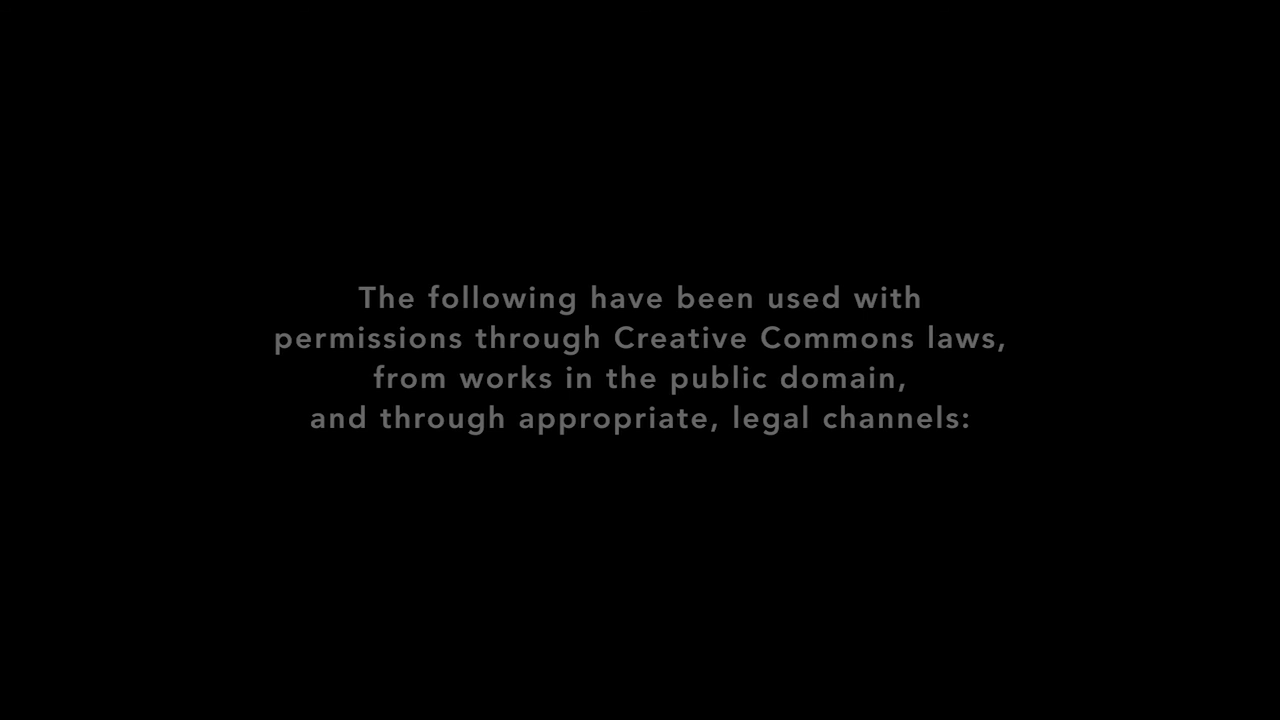 The following have been used with
permissions through Creative Commons laws,
from works in the public domain,
and through appropriate, legal channels: